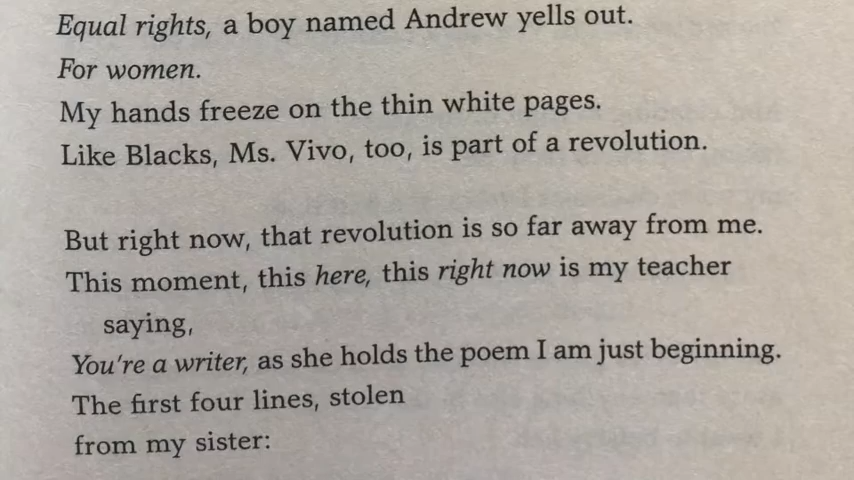 Equal rights, a boy named Andrew yells out.
For women.
My hands freeze on the thin white pages.
Like Blacks, Ms. Vivo, too, is part of a revolution.
But right now, that revolution is so far away from me.
This moment, this here, this right now is my teacher
saying,
You're a writer, as she holds the poem I am just beginning.
The first four lines, stolen
from my sister: